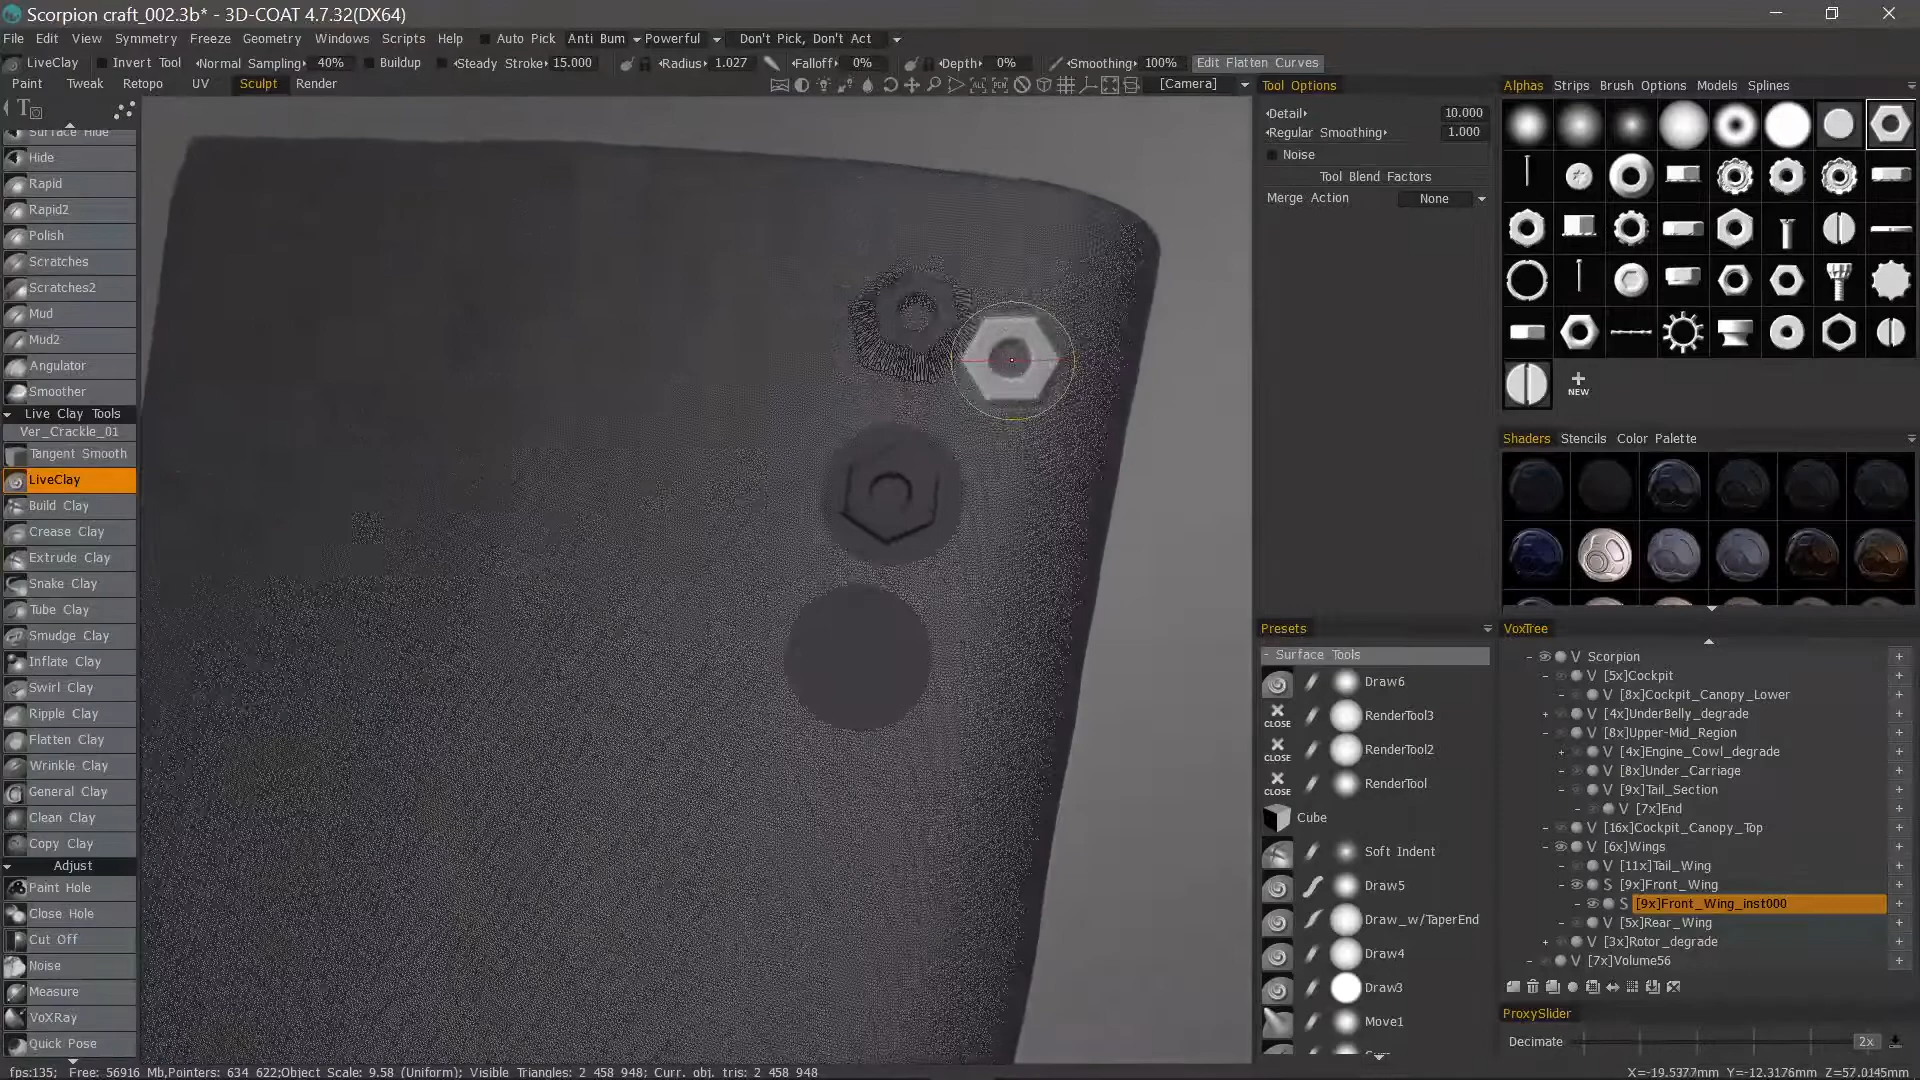 Scorpion craft_002.3b* - 3D-COAT 4.7.32(DX64)
File Edit View Symmetry Freeze Geometry Windows Scripts Help Auto Pick Anti Bum Powerful Don't Pick, Don't Act
LiveClay Invert Tool Normal Sampling 40% Buildup Steady Stroke 15.000 Radius 1.027 Falloff 0% Depth 0% Smoothing 100% Edit Flatten Curves
Paint Tweak Retopo UV Sculpt Render [Camera]
Surface Hide
Hide
Rapid
Rapid2
Polish
Scratches
Scratches2
Mud
Mud2
Angulator
Smoother
Live Clay Tools
Ver_Crackle_01
Tangent Smooth
LiveClay
Build Clay
Crease Clay
Extrude Clay
Snake Clay
Tube Clay
Smudge Clay
Inflate Clay
Swirl Clay
Ripple Clay
Flatten Clay
Wrinkle Clay
General Clay
Clean Clay
Copy Clay
Adjust
Paint Hole
Close Hole
Cut Off
Noise
Measure
VoXRay
Quick Pose
Tool Options
Detail 10.000
Regular Smoothing 1.000
Noise
Tool Blend Factors
Merge Action None
Presets
- Surface Tools
Draw6
CLOSE RenderTool3
CLOSE RenderTool2
CLOSE RenderTool
Cube
Soft Indent
Draw5
Draw_w/TaperEnd
Draw4
Draw3
Move1
Alphas Strips Brush Options Models Splines
NEW
Shaders Stencils Color Palette
VoxTree
V Scorpion
V [5x]Cockpit
V [8x]Cockpit_Canopy_Lower
V [4x]UnderBelly_degrade
V [8x]Upper-Mid_Region
V [4x]Engine_Cowl_degrade
V [8x]Under_Carriage
V [9x]Tail_Section
V [7x]End
V [16x]Cockpit_Canopy_Top
V [6x]Wings
V [11x]Tail_Wing
S [9x]Front_Wing
S [9x]Front_Wing_inst000
V [5x]Rear_Wing
V [3x]Rotor_degrade
V [7x]Volume56
ProxySlider
Decimate 2x
fps:135; Free: 56916 Mb,Pointers: 634 622;Object Scale: 9.58 (Uniform); Visible Triangles: 2 458 948; Curr. obj. tris: 2 458 948 X=-19.5377mm Y=-12.3176mm Z=57.0145mm